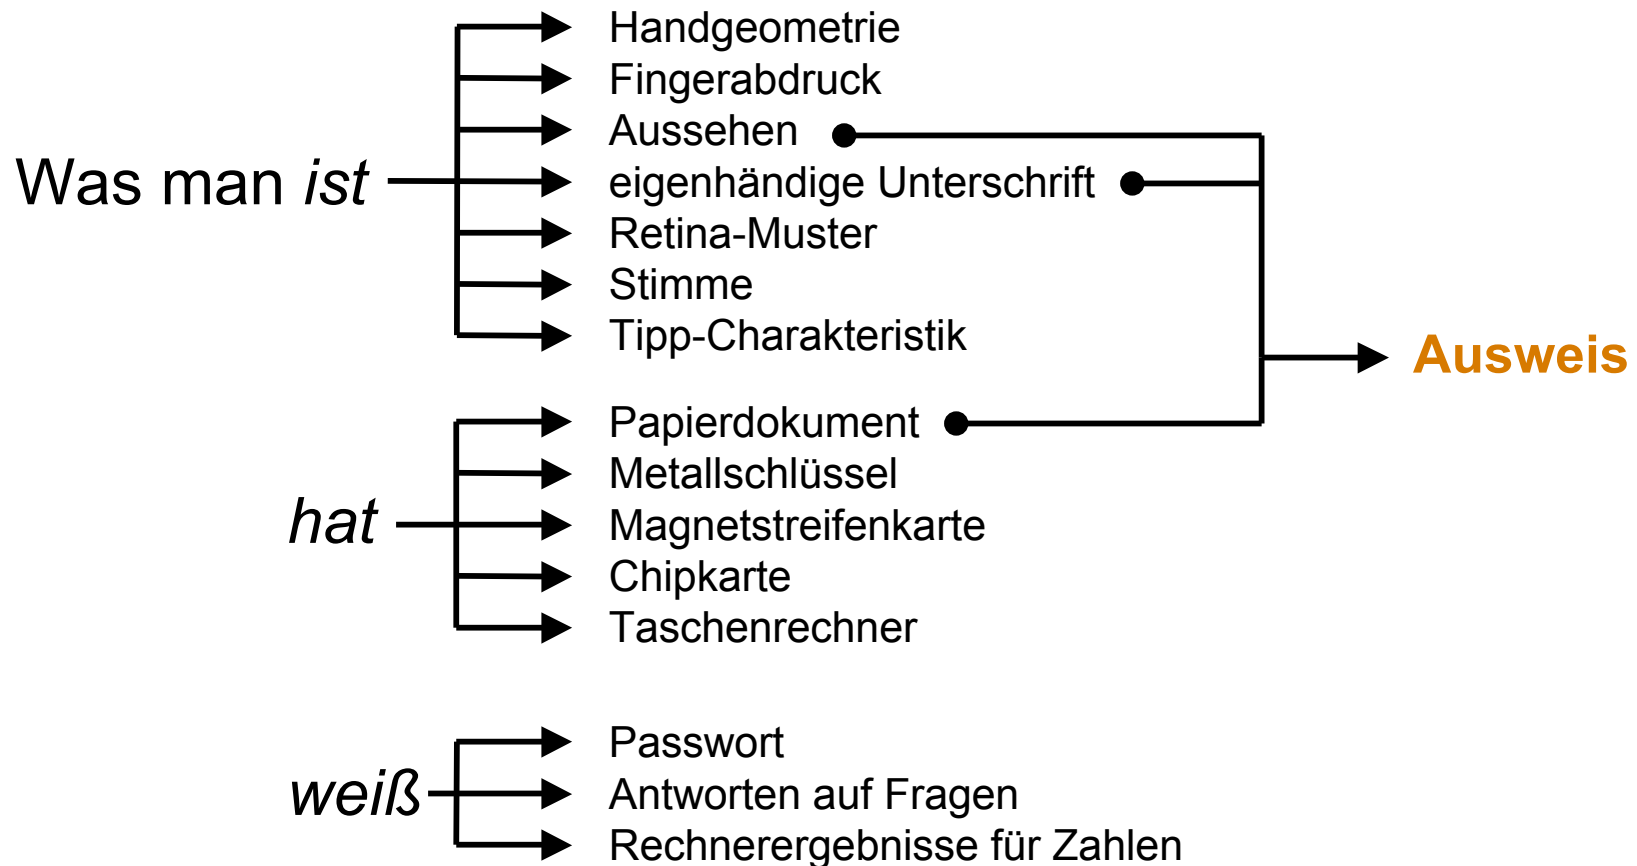 Handgeometrie
Fingerabdruck
Aussehen
Was man ist
eigenhändige Unterschrift
Retina-Muster
Stimme
Tipp-Charakteristik
Ausweis
Papierdokument
Metallschlüssel
hat
Magnetstreifenkarte
Chipkarte
Taschenrechner
Passwort
weiß
Antworten auf Fragen
Rechnerergebnisse für Zahlen